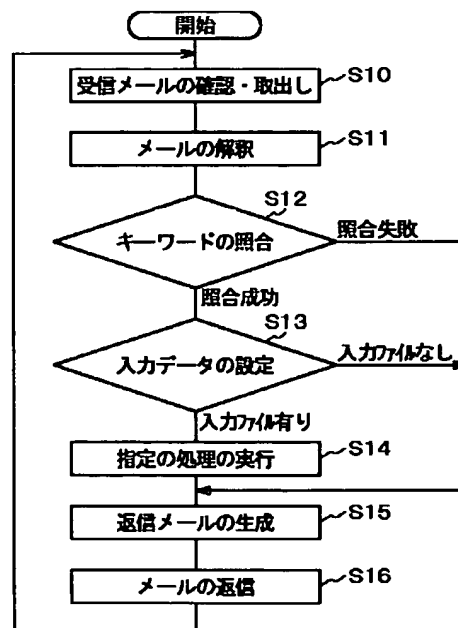 開始
受信メールの確認・取出し
S10
メールの解釈
S11
S12
キーワードの照合
照合失敗
照合成功
S13
入力データの設定
入力ファイルなし
入力ファイル有り
指定の処理の実行
S14
返信メールの生成
S15
メールの返信
S16